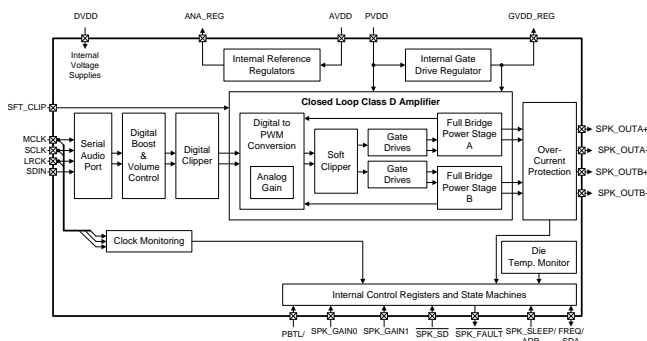 DVDD
ANA_REG
AVDD
PVDD
GVDD_REG
Internal
Voltage
Supplies
Internal Reference
Regulators
Internal Gate
Drive Regulator
SFT_CLIP
MCLK
SCLK
LRCK
SDIN
Serial
Audio
Port
Digital
Boost
&
Volume
Control
Digital
Clipper
Closed Loop Class D Amplifier
Digital to
PWM
Conversion
Analog
Gain
Soft
Clipper
Gate
Drives
Gate
Drives
Full Bridge
Power Stage
A
Full Bridge
Power Stage
B
Over-
Current
Protection
SPK_OUTA+
SPK_OUTA-
SPK_OUTB+
SPK_OUTB-
Clock Monitoring
Die
Temp. Monitor
Internal Control Registers and State Machines
PBTL/
SPK_GAIN0
SPK_GAIN1
SPK_SD
SPK_FAULT
SPK_SLEEP/
ADR
FREQ/
SDA